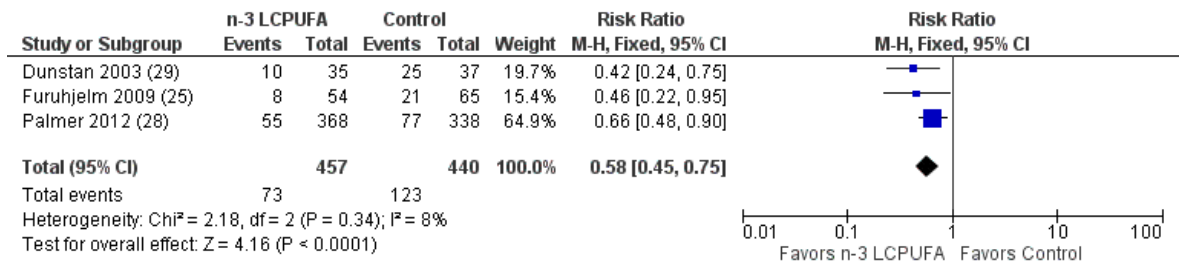 n-3 LCPUFA Control Risk Ratio Risk Ratio
Study or Subgroup Events Total Events Total Weight M-H, Fixed, 95% CI M-H, Fixed, 95% CI
Dunstan 2003 (29) 10 35 25 37 19.7% 0.42 [0.24, 0.75]
Furuhjelm 2009 (25) 8 54 21 65 15.4% 0.46 [0.22, 0.95]
Palmer 2012 (28) 55 368 77 338 64.9% 0.66 [0.48, 0.90]
Total (95% CI) 457 440 100.0% 0.58 [0.45, 0.75]
Total events 73 123
Heterogeneity: Chi² = 2.18, df = 2 (P = 0.34); I² = 8%
Test for overall effect: Z = 4.16 (P < 0.0001)
0.01 0.1 1 10 100
Favors n-3 LCPUFA Favors Control